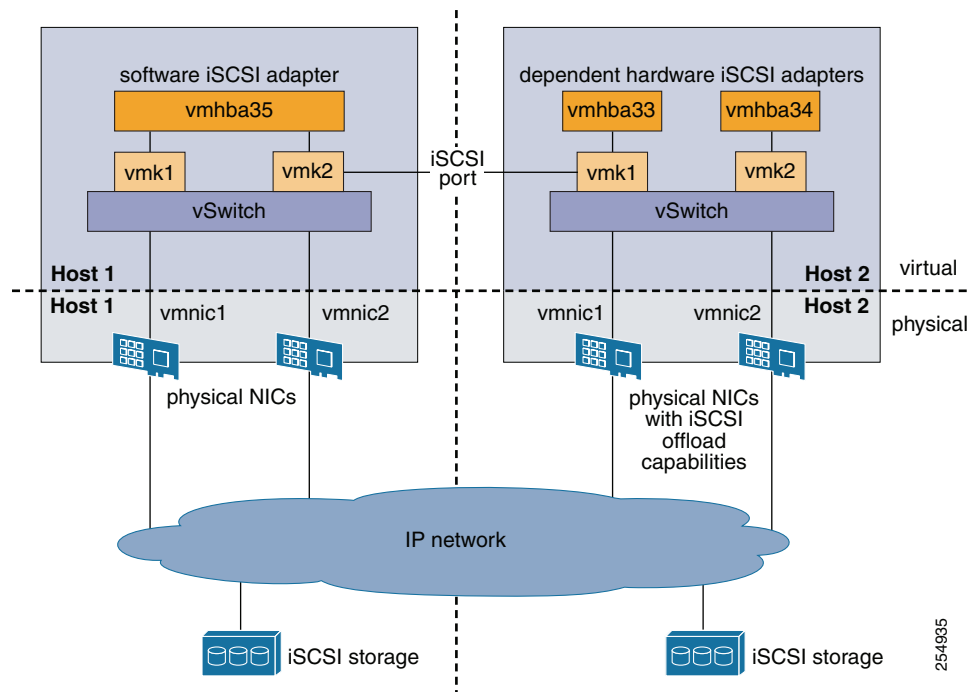 software iSCSI adapter
vmhba35
vmk1
vmk2
vSwitch
Host 1
Host 1
vmnic1
vmnic2
physical NICs
iSCSI
port
dependent hardware iSCSI adapters
vmhba33
vmhba34
vmk1
vmk2
vSwitch
Host 2
Host 2
virtual
physical
vmnic1
vmnic2
physical NICs
with iSCSI
offload
capabilities
IP network
iSCSI storage
iSCSI storage
254935